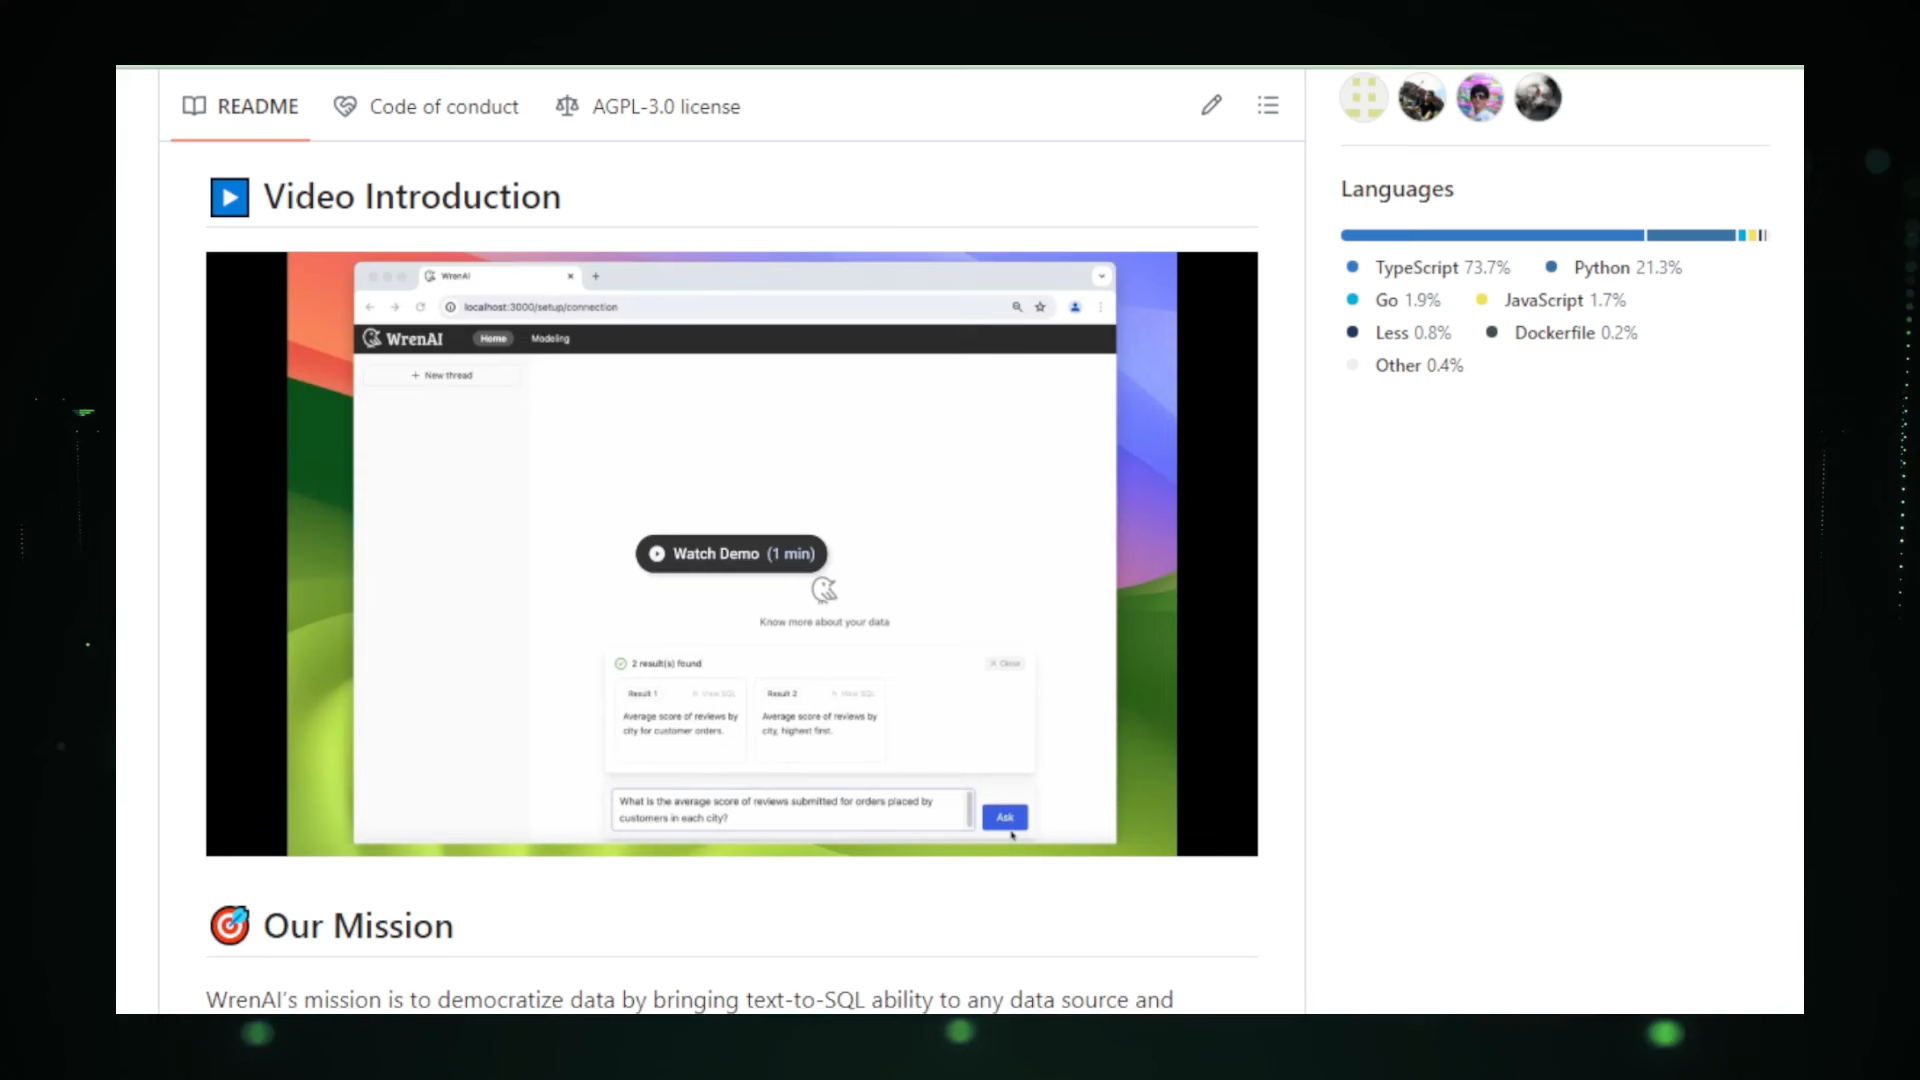 README
Code of conduct
AGPL-3.0 license
Video Introduction
WrenAI
localhost:3000/setup/connection
WrenAI
Home
Modeling
+ New thread
Watch Demo (1 min)
Know more about your data
2 result(s) found
Close
Result 1
View SQL
Result 2
View SQL
Average score of reviews by
city for customer orders.
Average score of reviews by
city, highest first.
What is the average score of reviews submitted for orders placed by
customers in each city?
Ask
Our Mission
WrenAI’s mission is to democratize data by bringing text-to-SQL ability to any data source and
Languages
TypeScript 73.7%
Python 21.3%
Go 1.9%
JavaScript 1.7%
Less 0.8%
Dockerfile 0.2%
Other 0.4%